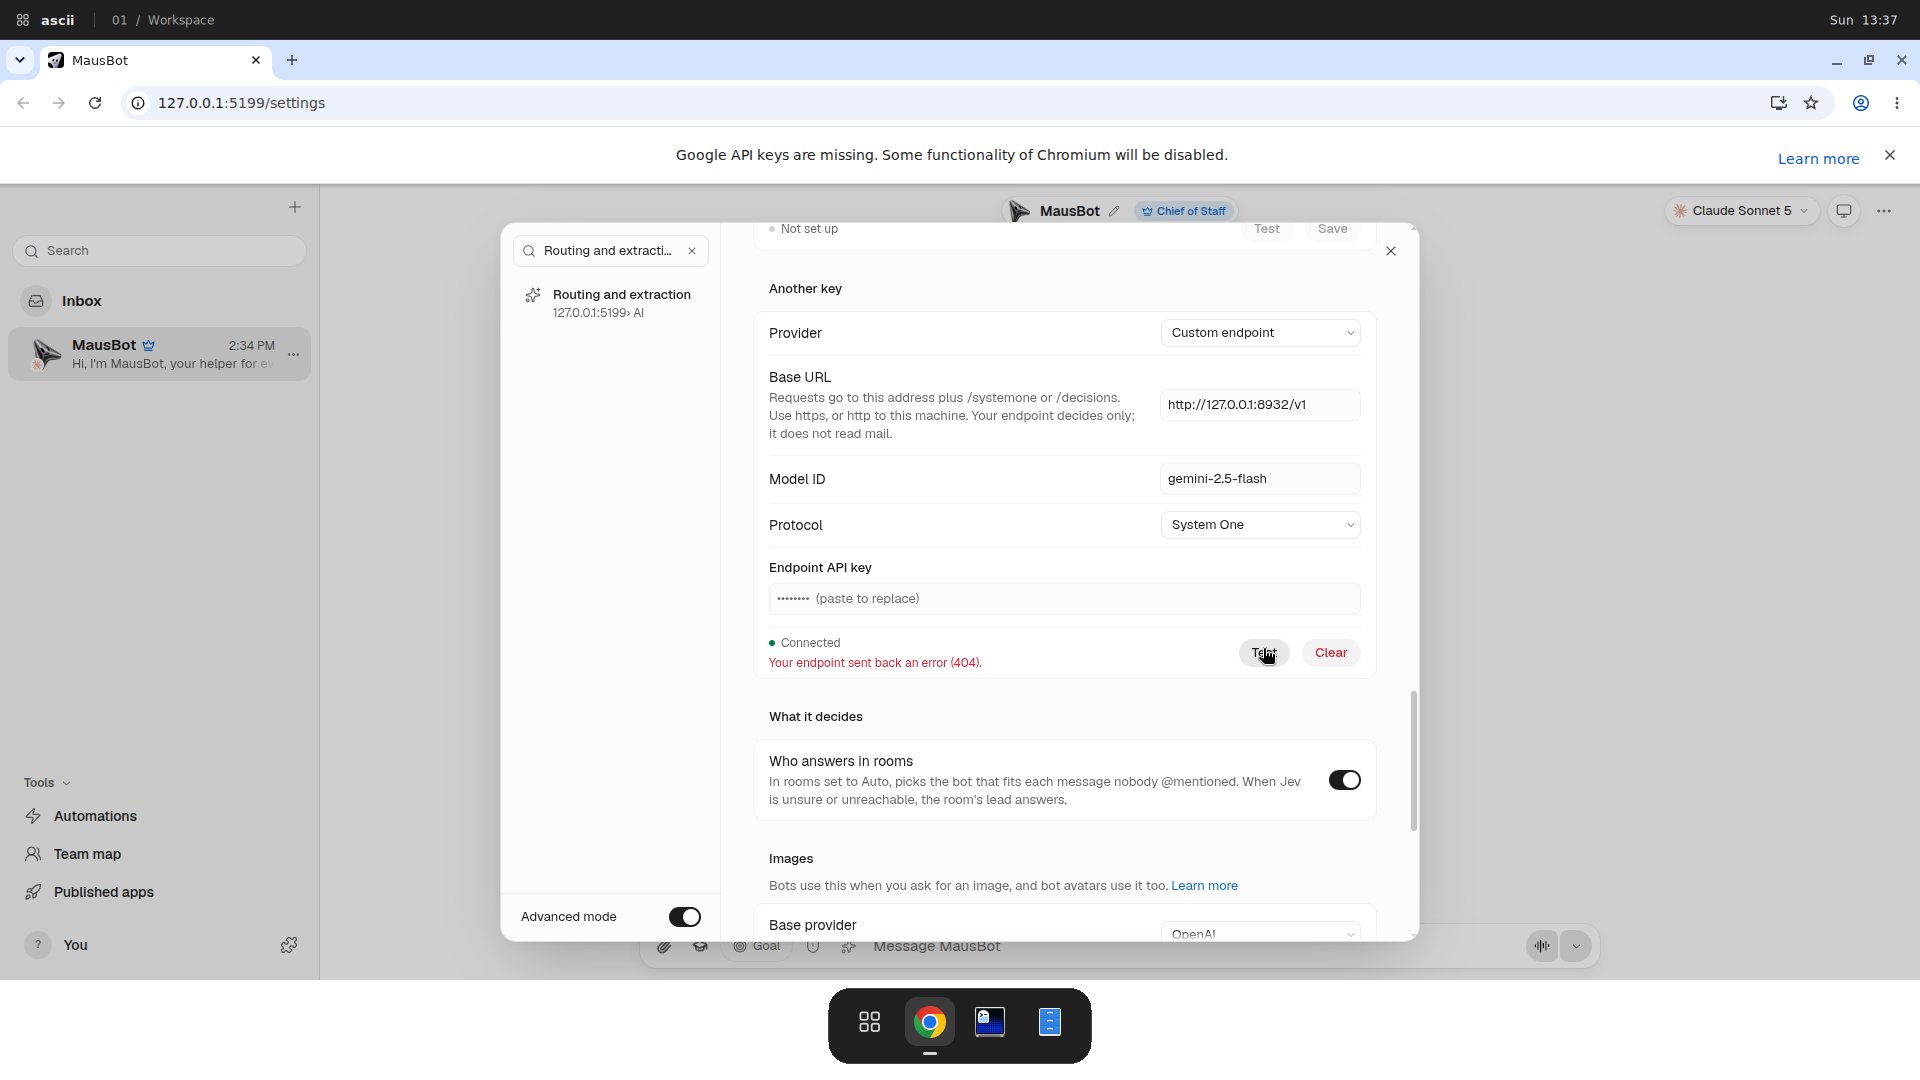 ascii
01 / Workspace
Sun 13:37
MausBot
127.0.0.1:5199/settings
Google API keys are missing. Some functionality of Chromium will be disabled.
Learn more
MausBot
Chief of Staff
Claude Sonnet 5
Search
Inbox
MausBot
2:34 PM
Hi, I'm MausBot, your helper for ev
Tools
Automations
Team map
Published apps
? You
Routing and extracti...
Routing and extraction
127.0.0.1:5199› AI
Advanced mode
Not set up
Test
Save
Another key
Provider
Custom endpoint
Base URL
Requests go to this address plus /systemone or /decisions.
Use https, or http to this machine. Your endpoint decides only;
it does not read mail.
http://127.0.0.1:8932/v1
Model ID
gemini-2.5-flash
Protocol
System One
Endpoint API key
•••••••• (paste to replace)
Connected
Your endpoint sent back an error (404).
Clear
What it decides
Who answers in rooms
In rooms set to Auto, picks the bot that fits each message nobody @mentioned. When Jev
is unsure or unreachable, the room's lead answers.
Images
Bots use this when you ask for an image, and bot avatars use it too. Learn more
Base provider
OpenAI
Goal
Message MausBot